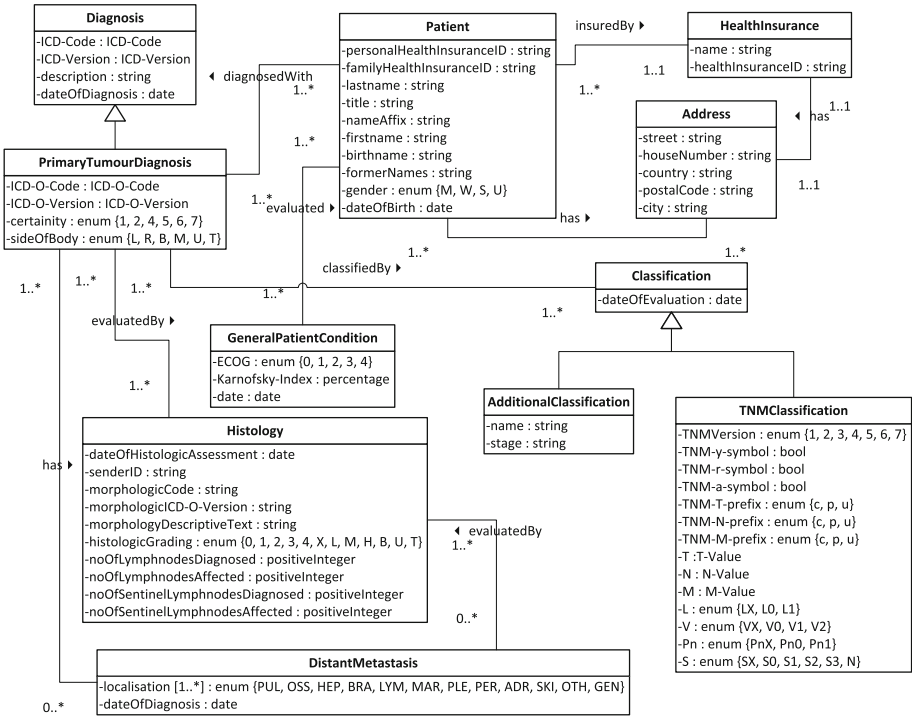 Diagnosis
-ICD-Code : ICD-Code
-ICD-Version : ICD-Version
-description : string
-dateOfDiagnosis : date
Patient
-personalHealthInsuranceID : string
-familyHealthInsuranceID : string
-lastname : string
-title : string
-nameAffix : string
-firstname : string
-birthname : string
-formerNames : string
-gender : enum {M, W, S, U}
-dateOfBirth : date
insuredBy
1..1
1..*
HealthInsurance
-name : string
-healthInsuranceID : string
1..1
has
1..1
Address
-street : string
-houseNumber : string
-country : string
-postalCode : string
-city : string
diagnosedWith
1..*
1..*
1..*
evaluated
has
1..*
1..*
PrimaryTumourDiagnosis
-ICD-O-Code : ICD-O-Code
-ICD-O-Version : ICD-O-Version
-certainity : enum {1, 2, 4, 5, 6, 7}
-sideOfBody : enum {L, R, B, M, U, T}
1..*
1..*
1..*
classifiedBy
1..*
1..*
evaluatedBy
1..*
Classification
-dateOfEvaluation : date
GeneralPatientCondition
-ECOG : enum {0, 1, 2, 3, 4}
-Karnofsky-Index : percentage
-date : date
AdditionalClassification
-name : string
-stage : string
TNMClassification
-TNMVersion : enum {1, 2, 3, 4, 5, 6, 7}
-TNM-y-symbol : bool
-TNM-r-symbol : bool
-TNM-a-symbol : bool
-TNM-T-prefix : enum {c, p, u}
-TNM-N-prefix : enum {c, p, u}
-TNM-M-prefix : enum {c, p, u}
-T :T-Value
-N : N-Value
-M : M-Value
-L : enum {LX, L0, L1}
-V : enum {VX, V0, V1, V2}
-Pn : enum {PnX, Pn0, Pn1}
-S : enum {SX, S0, S1, S2, S3, N}
Histology
-dateOfHistologicAssessment : date
-senderID : string
-morphologicCode : string
-morphologicICD-O-Version : string
-morphologyDescriptiveText : string
-histologicGrading : enum {0, 1, 2, 3, 4, X, L, M, H, B, U, T}
-noOfLymphnodesDiagnosed : positiveInteger
-noOfLymphnodesAffected : positiveInteger
-noOfSentinelLymphnodesDiagnosed : positiveInteger
-noOfSentinelLymphnodesAffected : positiveInteger
has
evaluatedBy
1..*
0..*
DistantMetastasis
-localisation [1..*] : enum {PUL, OSS, HEP, BRA, LYM, MAR, PLE, PER, ADR, SKI, OTH, GEN}
-dateOfDiagnosis : date
0..*